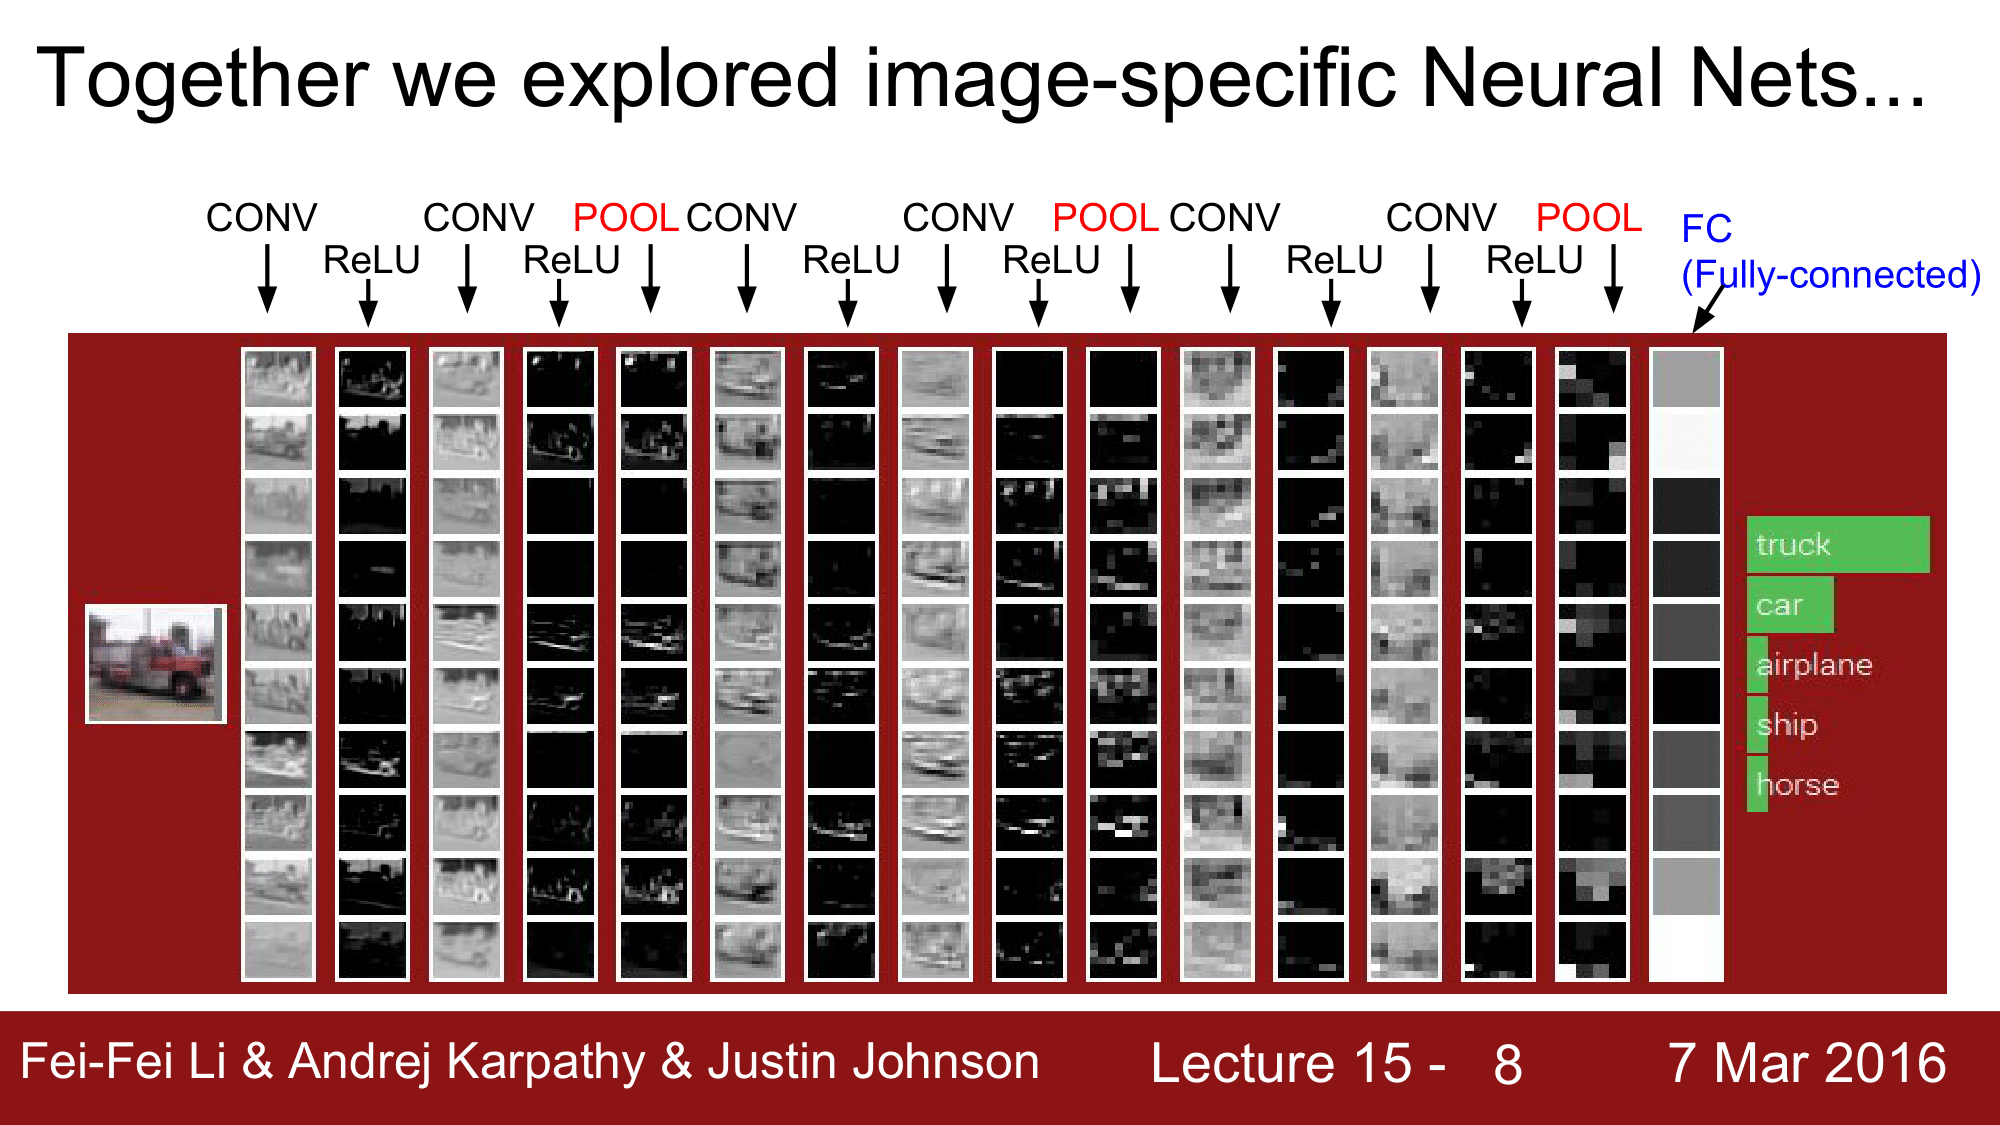 Together we explored image-specific Neural Nets...
CONV CONV POOL CONV CONV POOL CONV CONV POOL FC
ReLU ReLU ReLU ReLU ReLU ReLU (Fully-connected)
truck
car
airplane
ship
horse
Fei-Fei Li & Andrej Karpathy & Justin Johnson Lecture 15 - 8 7 Mar 2016